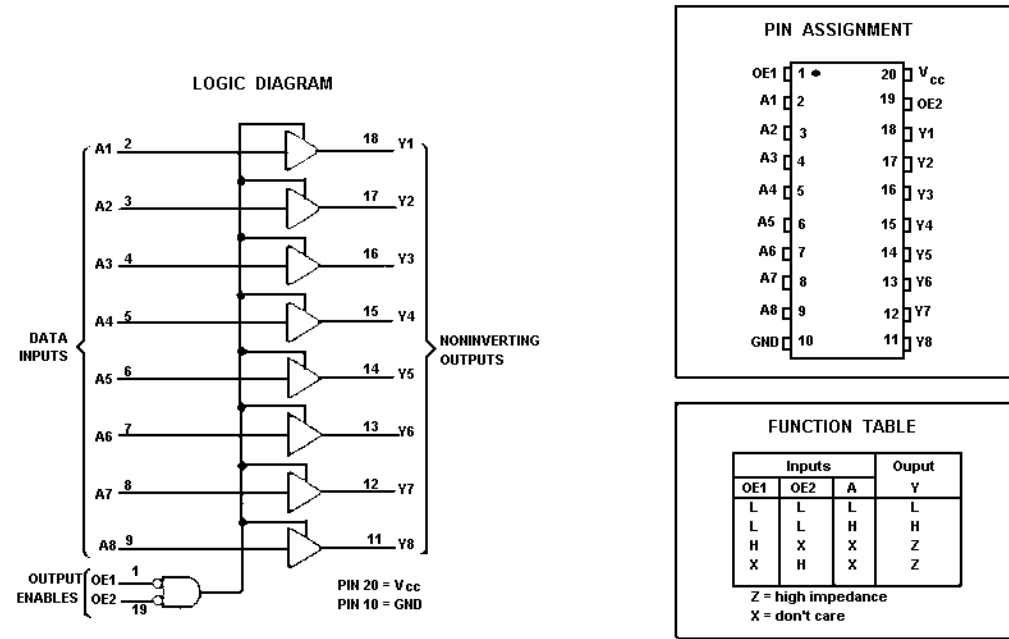 LOGIC DIAGRAM
A1 2 18 Y1
A2 3 17 Y2
A3 4 16 Y3
A4 5 15 Y4
DATA
INPUTS
NONINVERTING
OUTPUTS
A5 6 14 Y5
A6 7 13 Y6
A7 8 12 Y7
A8 9 11 Y8
OUTPUT
ENABLES
OE1 1
OE2 19
PIN 20 = Vcc
PIN 10 = GND
PIN ASSIGNMENT
OE1 1 20 Vcc
A1 2 19 OE2
A2 3 18 Y1
A3 4 17 Y2
A4 5 16 Y3
A5 6 15 Y4
A6 7 14 Y5
A7 8 13 Y6
A8 9 12 Y7
GND 10 11 Y8
FUNCTION TABLE
Inputs Ouput
OE1 OE2 A Y
L L L L
L L H H
H X X Z
X H X Z
Z = high impedance
X = don't care